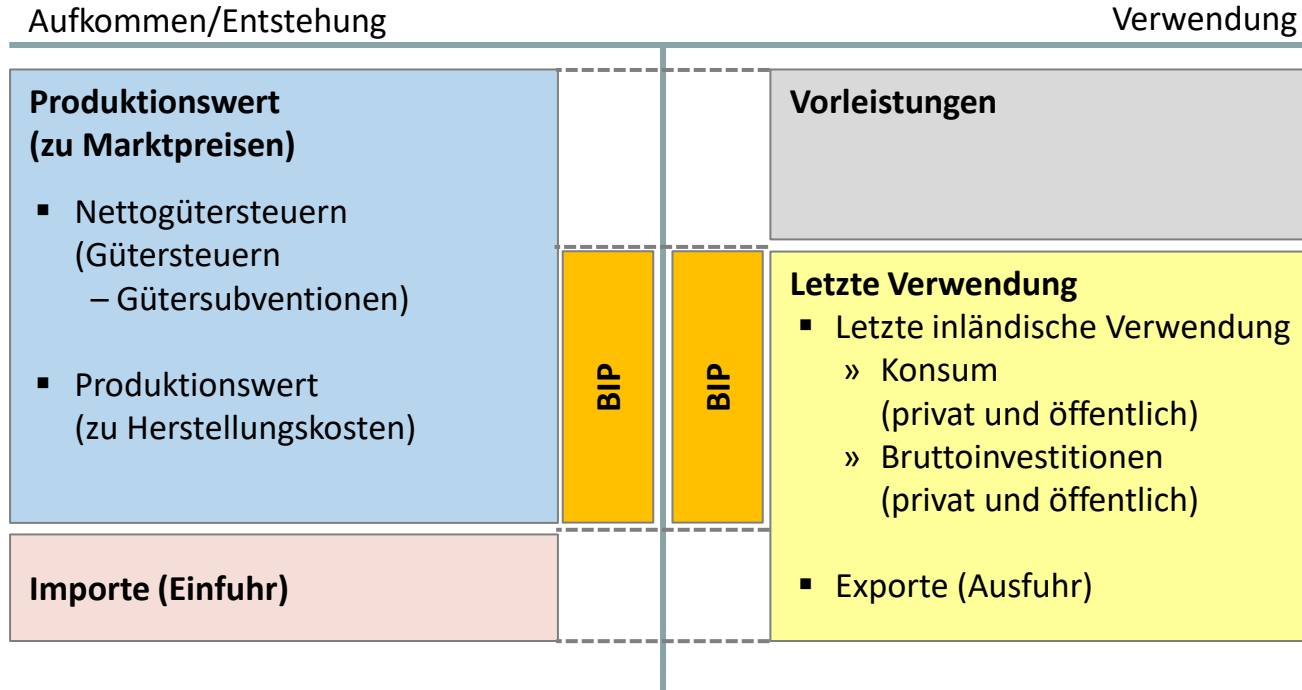 Aufkommen/Entstehung
Verwendung
Produktionswert
(zu Marktpreisen)
▪ Nettogütersteuern
(Gütersteuern
– Gütersubventionen)
▪ Produktionswert
(zu Herstellungskosten)
Importe (Einfuhr)
BIP
BIP
Vorleistungen
Letzte Verwendung
▪ Letzte inländische Verwendung
» Konsum
(privat und öffentlich)
» Bruttoinvestitionen
(privat und öffentlich)
▪ Exporte (Ausfuhr)